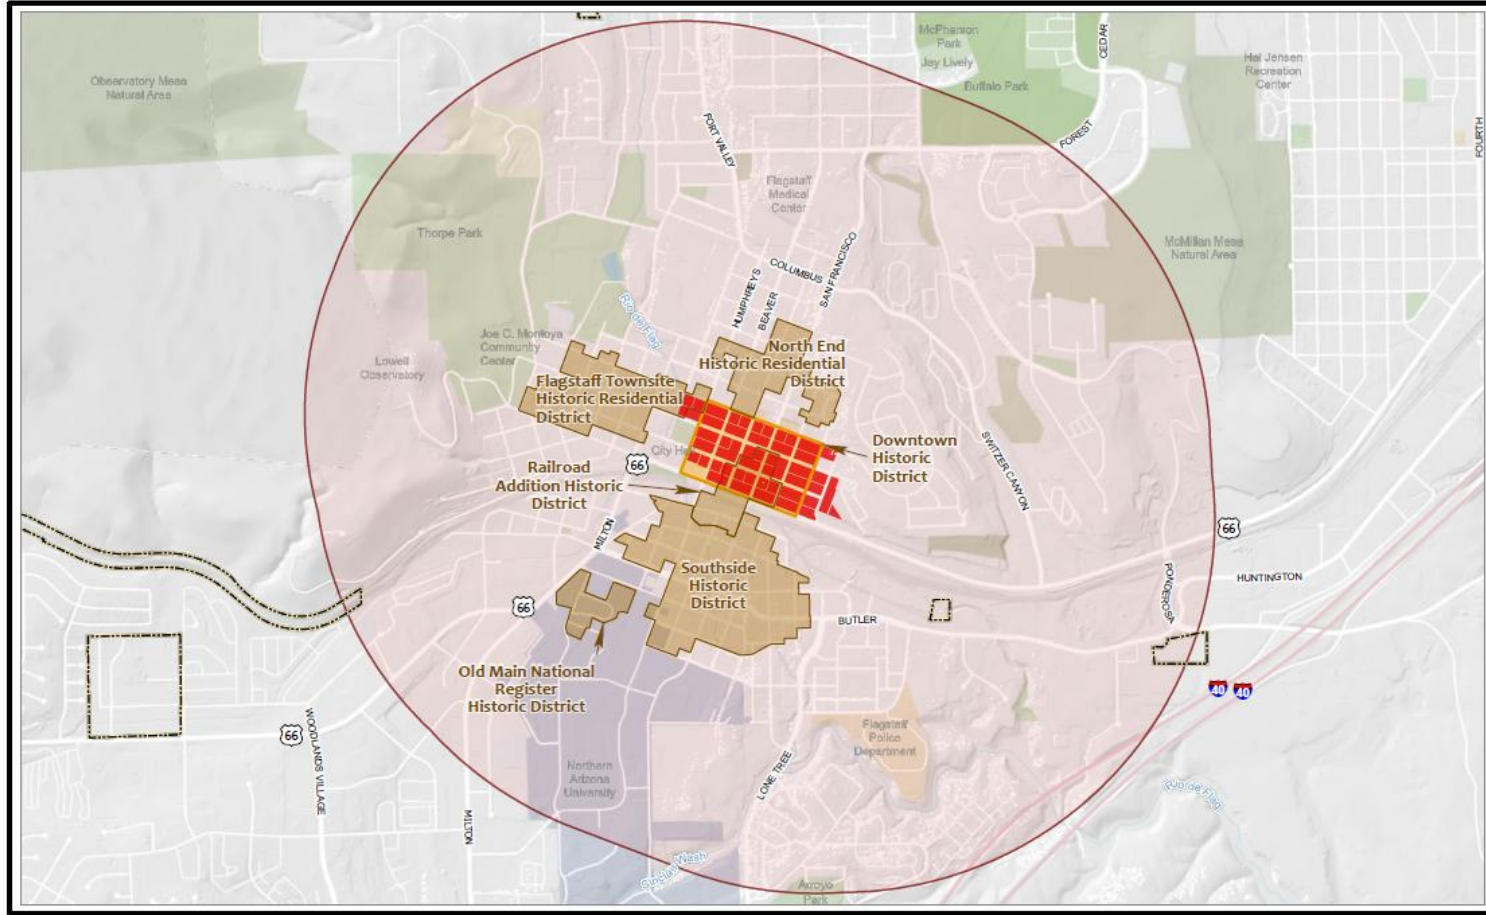 McPherson
Park
Jay Lively
Buffalo Park
CEDAR
Hal Jensen
Recreation
Center
Observatory Mesa
Natural Area
FOREST
FOURTH
FORT VALLEY
Flagstaff
Medical
Center
Thorpe Park
McMillan Mesa
Natural Area
COLUMBUS
SAN FRANCISCO
HUMPHREYS
BEAVER
Rio de Flag
Joe C. Montoya
Community
Center
Lowell
Observatory
North End
Historic Residential
District
Flagstaff Townsite
Historic Residential
District
City Hall
66
Downtown
Historic
District
SWITZER CANYON
Railroad
Addition Historic
District
MILTON
66
Southside
Historic
District
PONDEROSA
HUNTINGTON
66
BUTLER
Old Main National
Register
Historic District
40
40
66
WOODLANDS VILLAGE
Flagstaff
Police
Department
Northern
Arizona
University
LONE TREE
Rio de Flag
MILTON
Sinclair Wash
Arroyo
Park